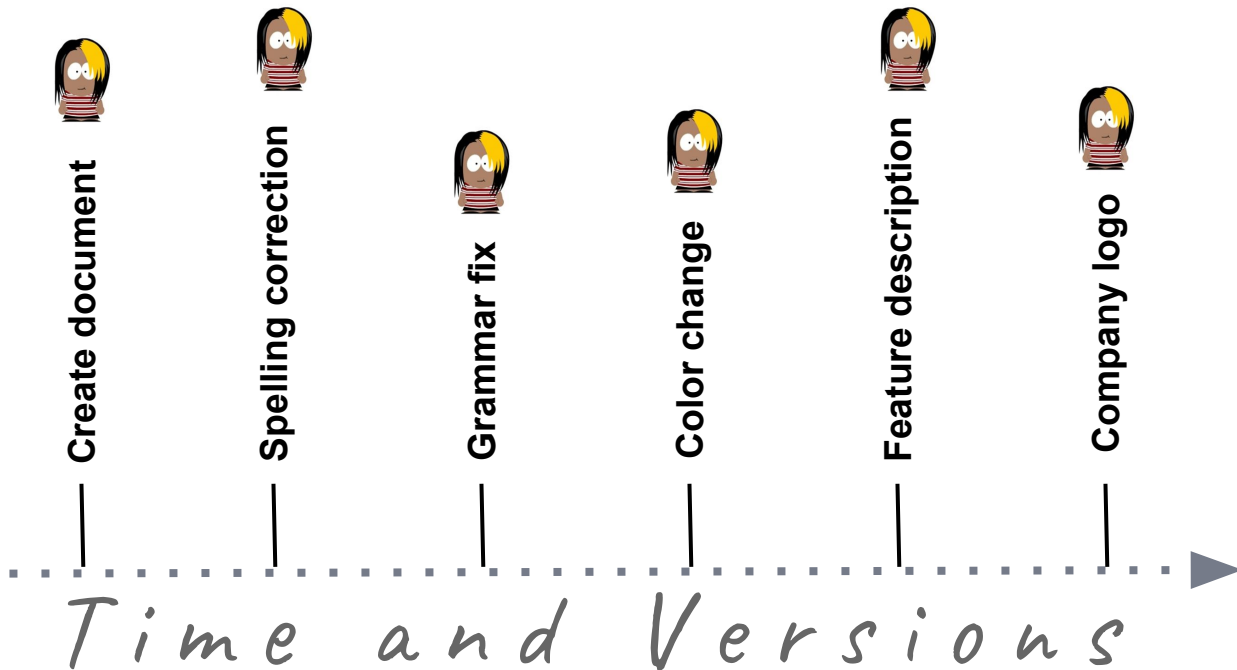 Create document
Spelling correction
Grammar fix
Color change
Feature description
Company logo
Time and Versions